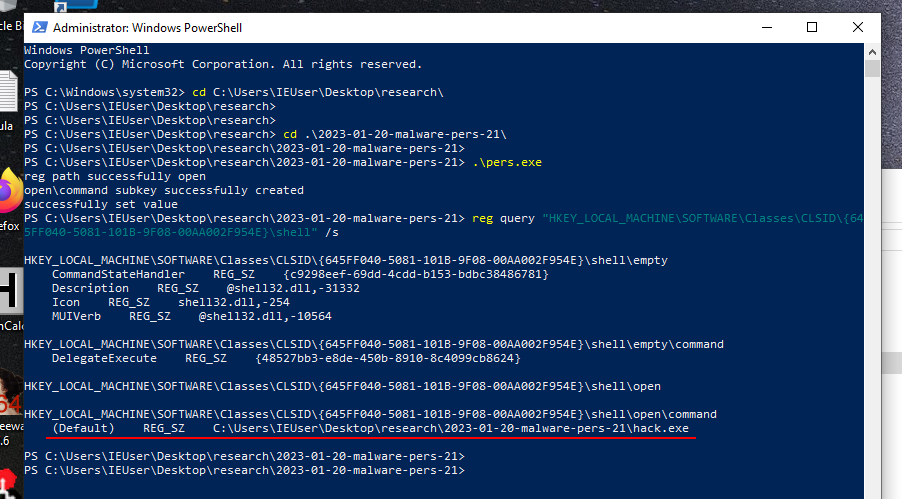 Administrator: Windows PowerShell
Windows PowerShell
Copyright (C) Microsoft Corporation. All rights reserved.
PS C:\Windows\system32> cd C:\Users\IEUser\Desktop\research\
PS C:\Users\IEUser\Desktop\research>
PS C:\Users\IEUser\Desktop\research>
PS C:\Users\IEUser\Desktop\research> cd .\2023-01-20-malware-pers-21\
PS C:\Users\IEUser\Desktop\research\2023-01-20-malware-pers-21>
PS C:\Users\IEUser\Desktop\research\2023-01-20-malware-pers-21> .\pers.exe
reg path successfully open
open\command subkey successfully created
successfully set value
PS C:\Users\IEUser\Desktop\research\2023-01-20-malware-pers-21> reg query "HKEY_LOCAL_MACHINE\SOFTWARE\Classes\CLSID\{64
5FF040-5081-101B-9F08-00AA002F954E}\shell" /s
HKEY_LOCAL_MACHINE\SOFTWARE\Classes\CLSID\{645FF040-5081-101B-9F08-00AA002F954E}\shell\empty
CommandStateHandler    REG_SZ    {c9298eef-69dd-4cdd-b153-bdbc38486781}
Description    REG_SZ    @shell32.dll,-31332
Icon    REG_SZ    shell32.dll,-254
MUIVerb    REG_SZ    @shell32.dll,-10564
HKEY_LOCAL_MACHINE\SOFTWARE\Classes\CLSID\{645FF040-5081-101B-9F08-00AA002F954E}\shell\empty\command
DelegateExecute    REG_SZ    {48527bb3-e8de-450b-8910-8c4099cb8624}
HKEY_LOCAL_MACHINE\SOFTWARE\Classes\CLSID\{645FF040-5081-101B-9F08-00AA002F954E}\shell\open
HKEY_LOCAL_MACHINE\SOFTWARE\Classes\CLSID\{645FF040-5081-101B-9F08-00AA002F954E}\shell\open\command
(Default)    REG_SZ    C:\Users\IEUser\Desktop\research\2023-01-20-malware-pers-21\hack.exe
PS C:\Users\IEUser\Desktop\research\2023-01-20-malware-pers-21>
PS C:\Users\IEUser\Desktop\research\2023-01-20-malware-pers-21>